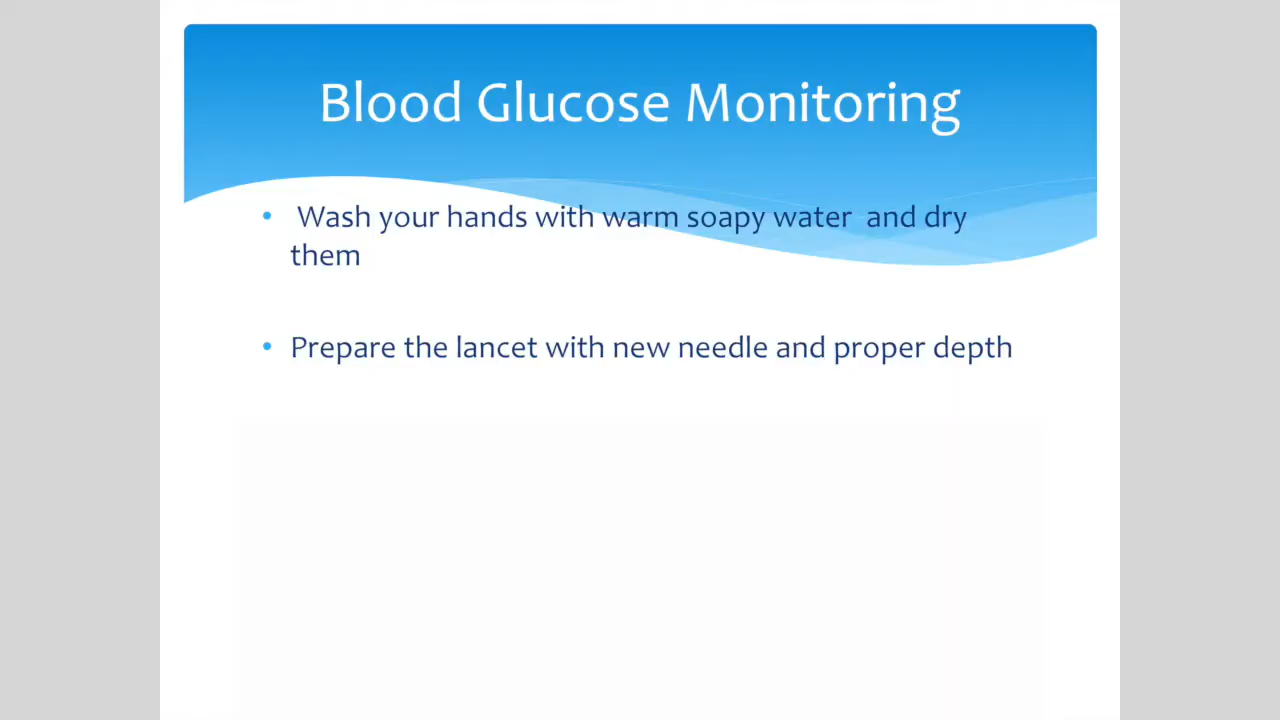 Blood Glucose Monitoring
• Wash your hands with warm soapy water  and dry
them
• Prepare the lancet with new needle and proper depth